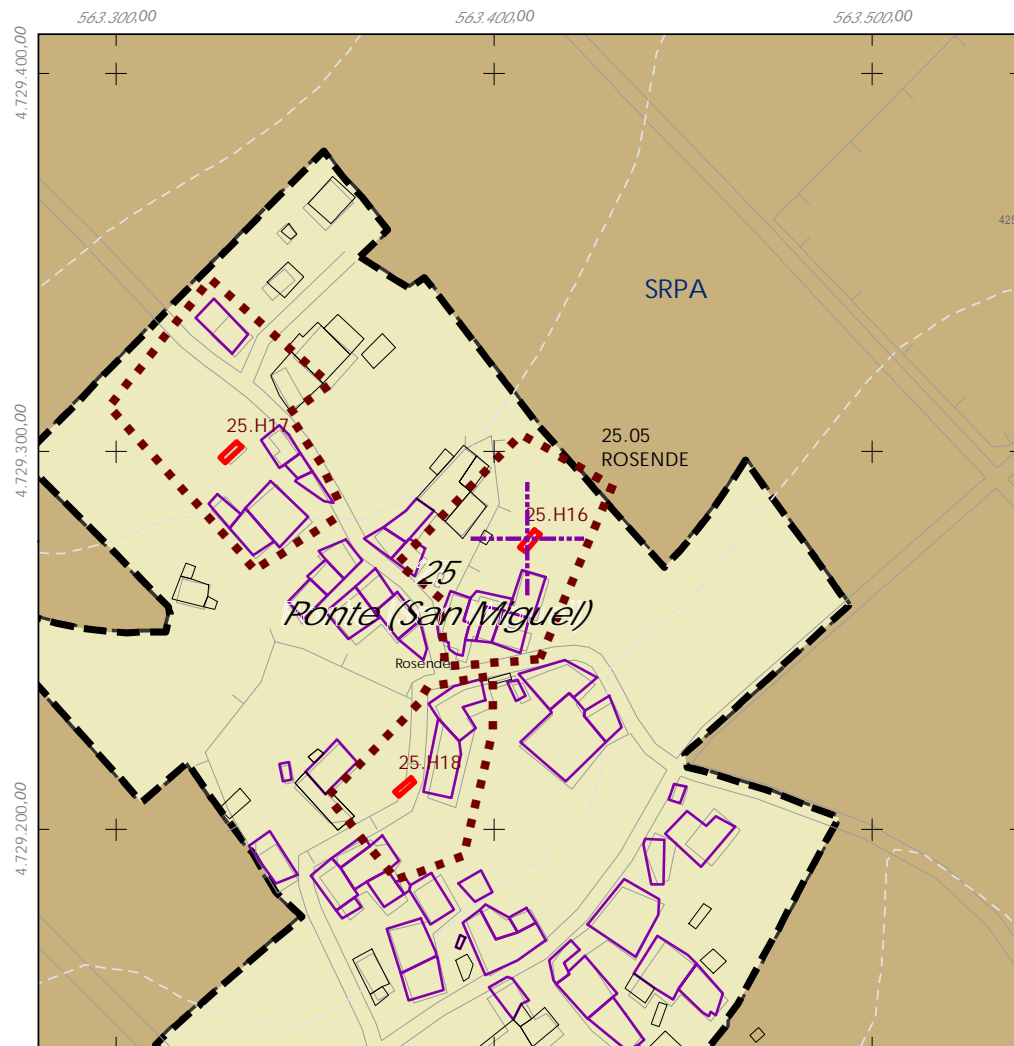 563.300,00
563.400,00
563.500,00
4.729.400,00
425
SRPA
25.H17
25.05
ROSENDE
4.729.300,00
25.H16
25
Ponte (San Miguel)
Rosende
25.H18
4.729.200,00